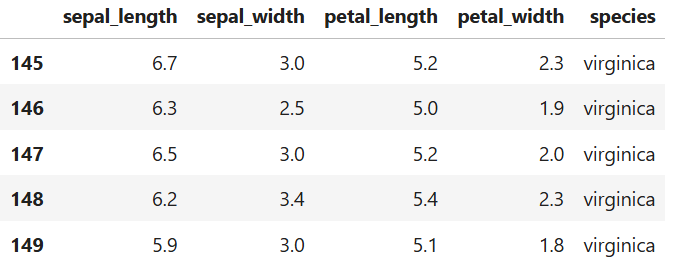 sepal_length sepal_width petal_length petal_width species
145 6.7 3.0 5.2 2.3 virginica
146 6.3 2.5 5.0 1.9 virginica
147 6.5 3.0 5.2 2.0 virginica
148 6.2 3.4 5.4 2.3 virginica
149 5.9 3.0 5.1 1.8 virginica